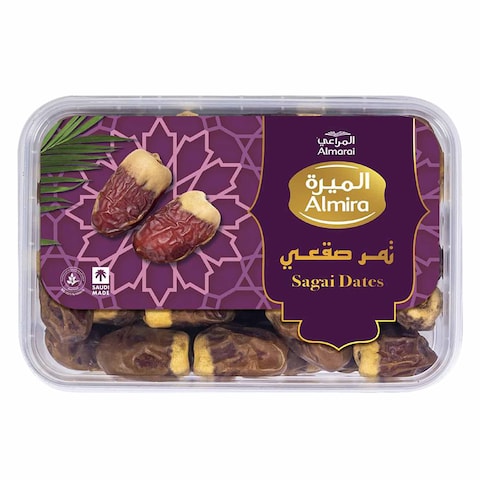 المراعي
Almarai
الميرة
Almira
تمر صقعي
Sagai Dates
SAUDI
MADE